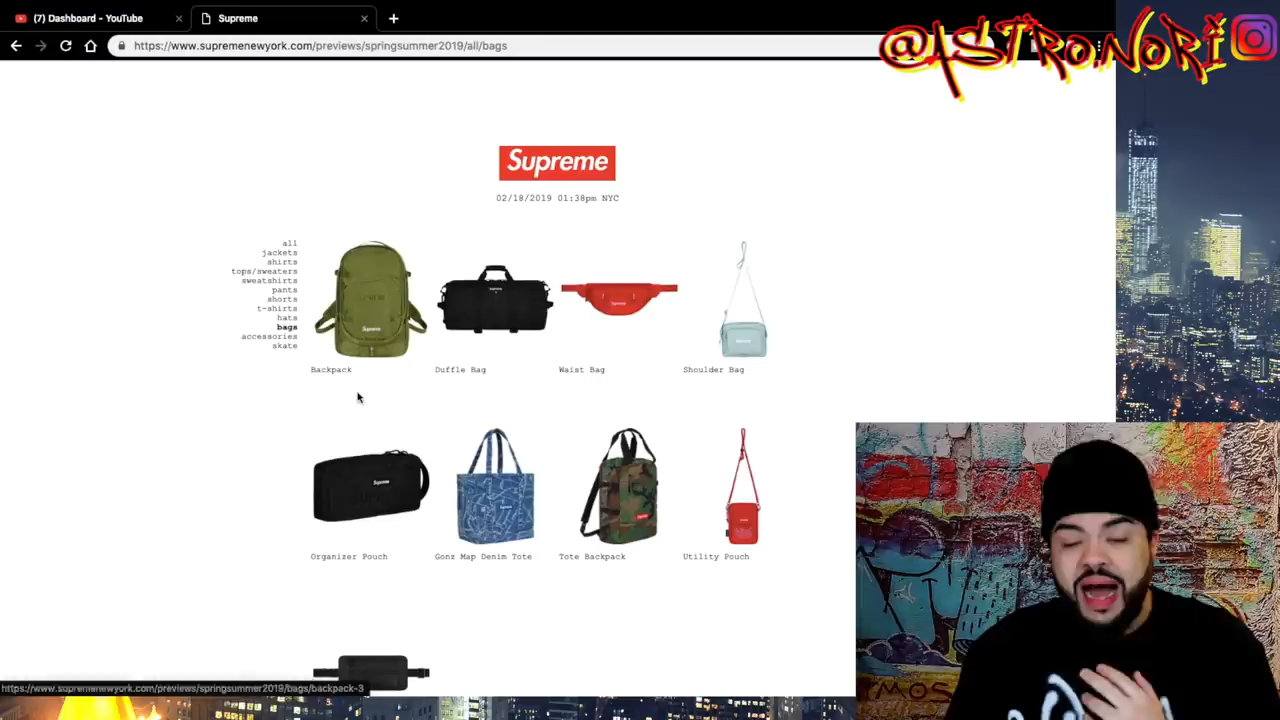 (7) Dashboard - YouTube
Supreme
https://www.supremenewyork.com/previews/springsummer2019/all/bags
@ASTRO.NORI
Supreme
02/18/2019 01:38pm NYC
all
jackets
shirts
tops/sweaters
sweatshirts
pants
shorts
t-shirts
hats
bags
accessories
skate
Backpack
Duffle Bag
Waist Bag
Shoulder Bag
Supreme
Organizer Pouch
Gonz Map Denim Tote
Tote Backpack
Utility Pouch
https://www.supremenewyork.com/previews/springsummer2019/bags/backpack-3